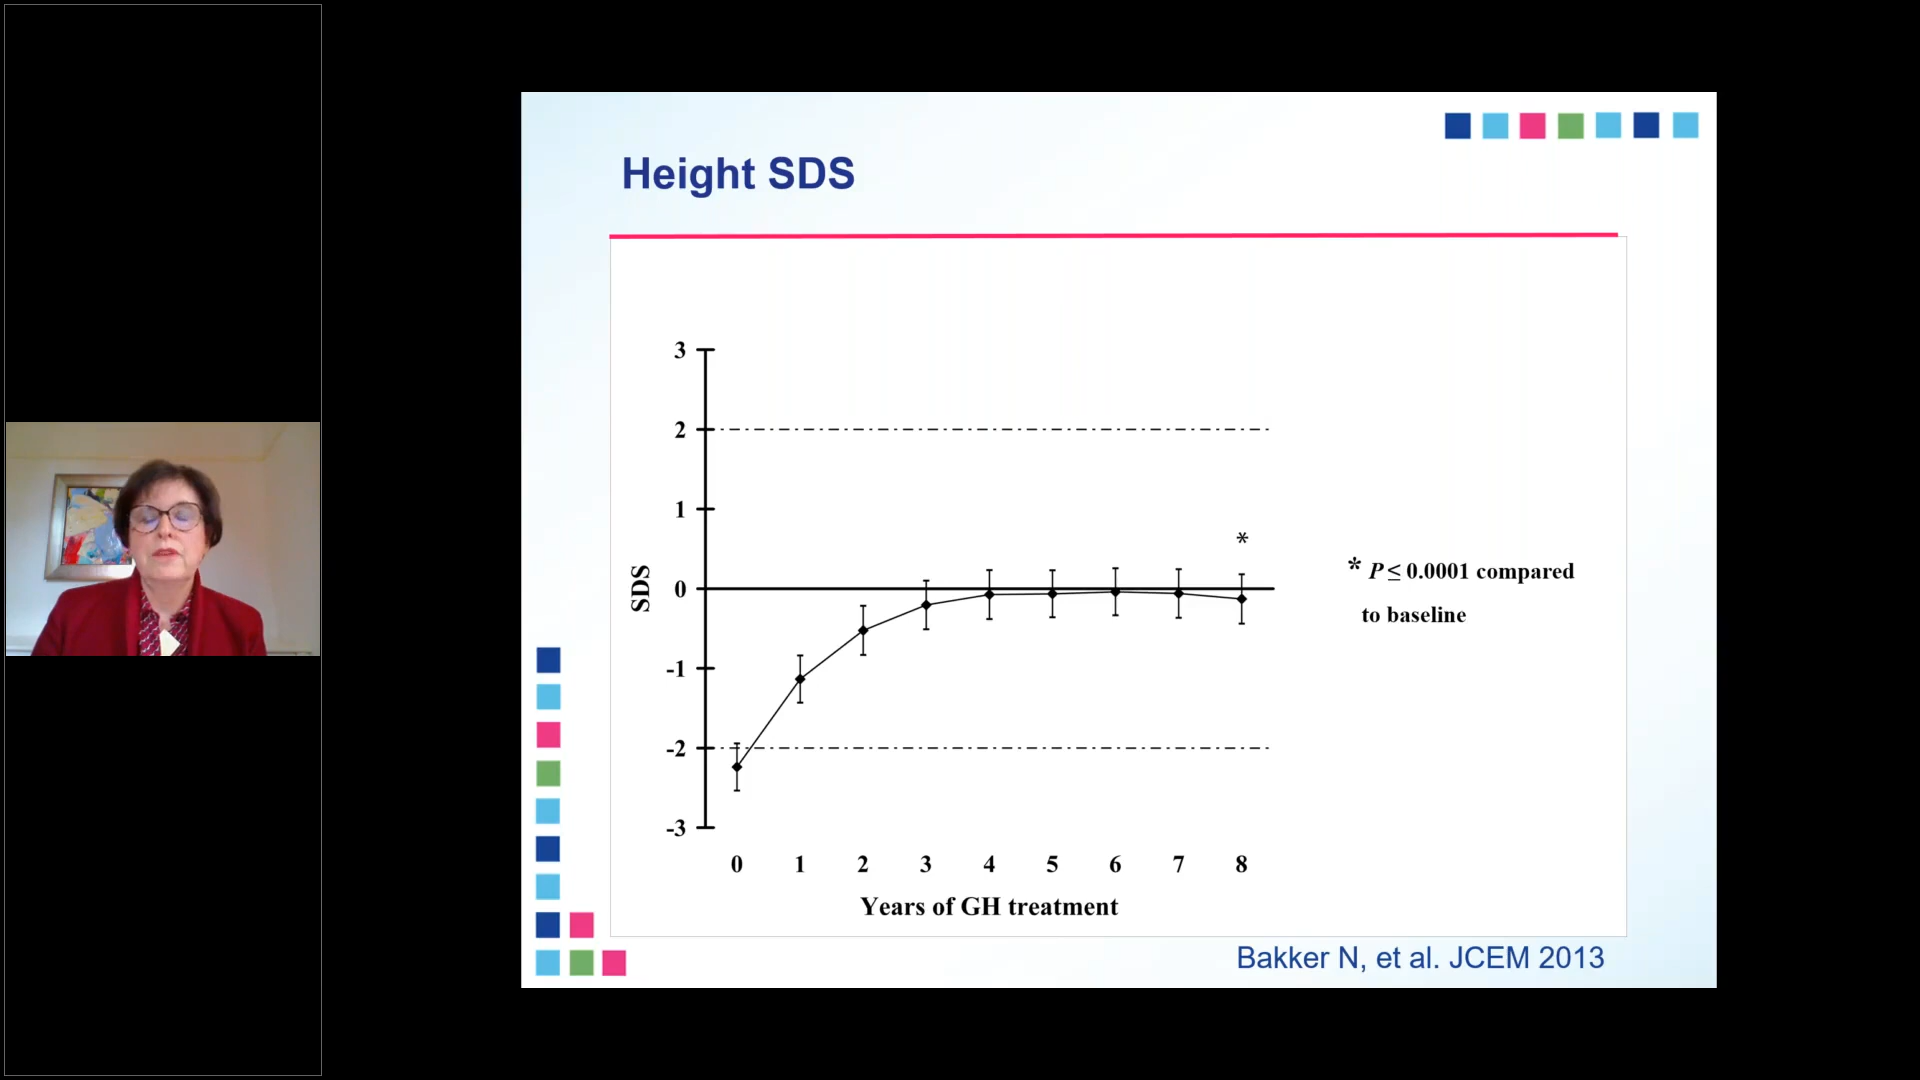 Height SDS
3
2
1
0
-1
-2
-3
SDS
*
* P ≤ 0.0001 compared
to baseline
0 1 2 3 4 5 6 7 8
Years of GH treatment
Bakker N, et al. JCEM 2013